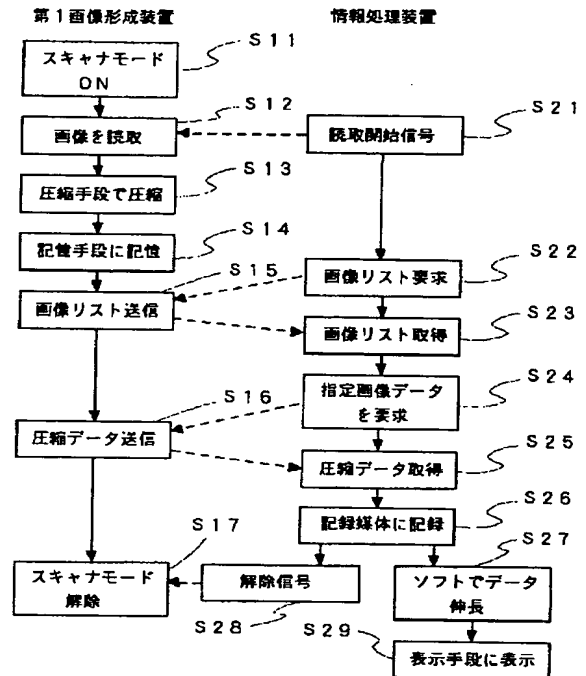 第1画像形成装置
情報処理装置
S11
スキャナモード
ON
S12
S21
画像を読取
読取開始信号
S13
圧縮手段で圧縮
S14
記憶手段に記憶
S15
S22
画像リスト要求
画像リスト送信
S23
画像リスト取得
S24
指定画像データ
を要求
S16
圧縮データ送信
S25
圧縮データ取得
S26
記録媒体に記録
S27
S17
スキャナモード
解除
解除信号
ソフトでデータ
伸長
S28
S29
表示手段に表示